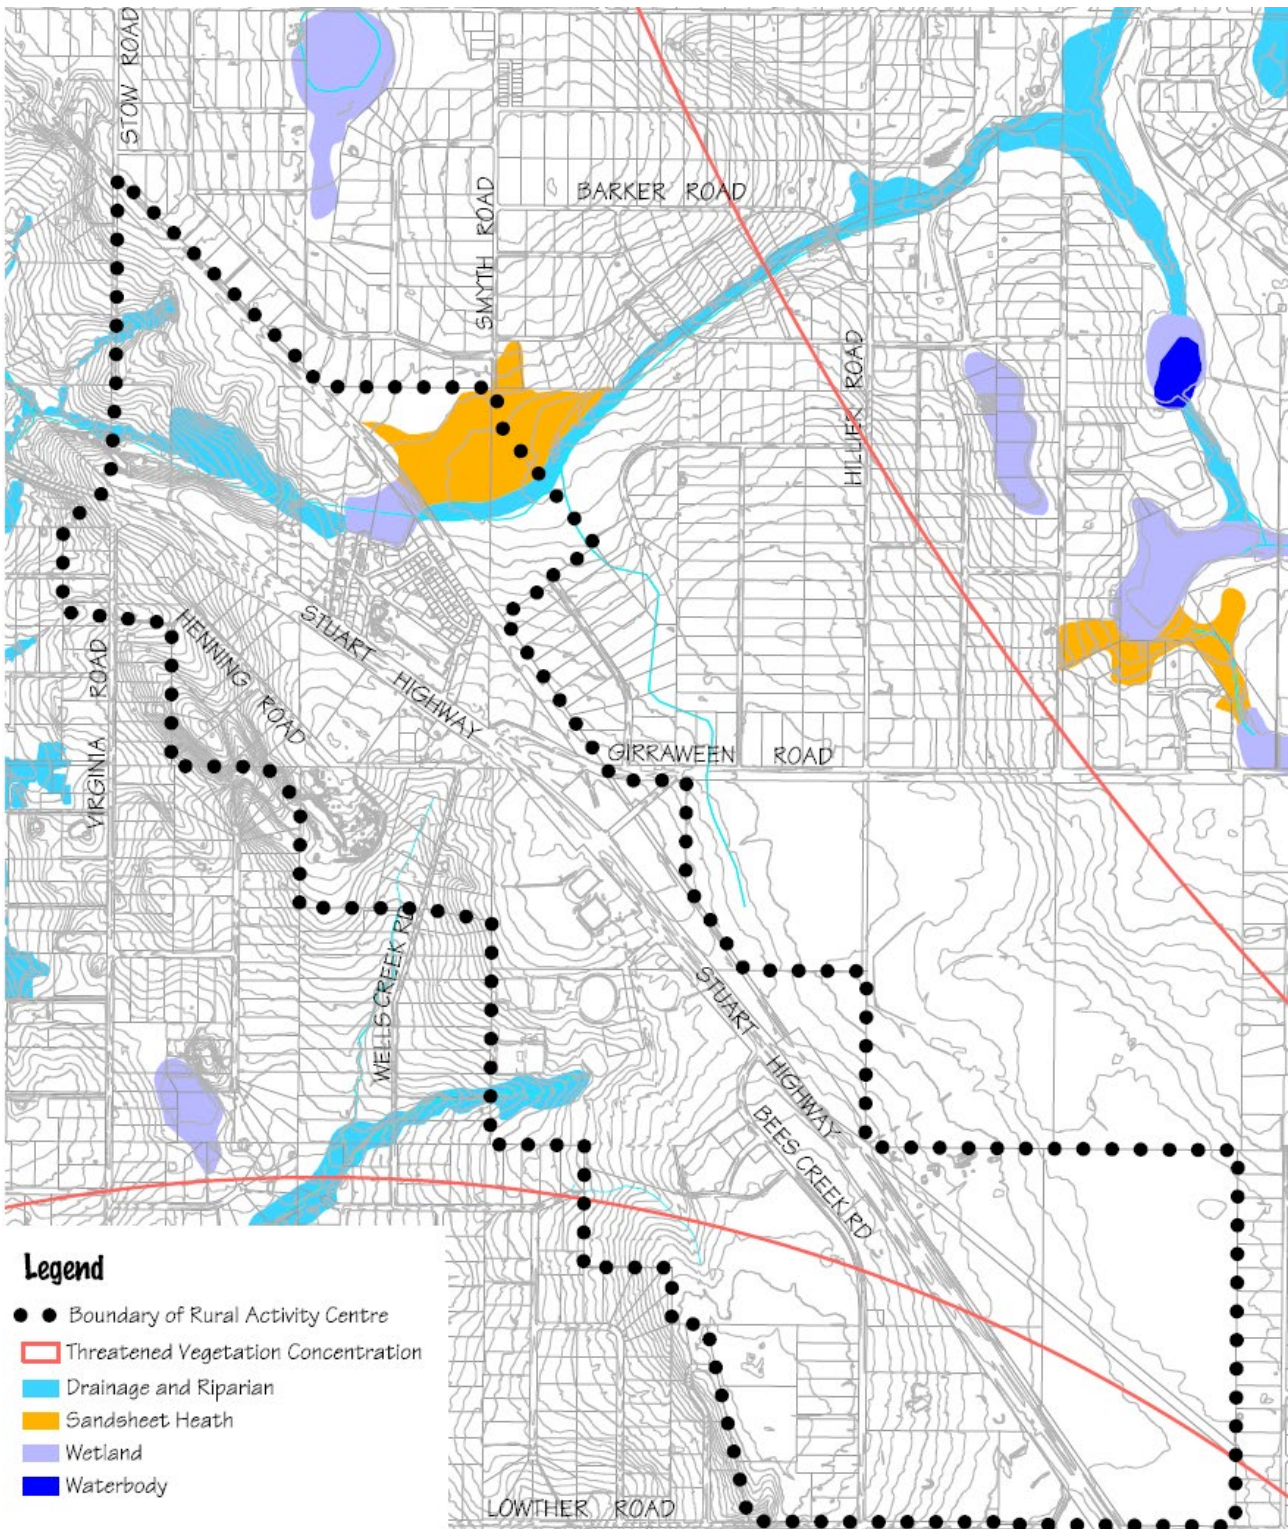 STOW ROAD
SMYTH ROAD
BARKER ROAD
HILLIER ROAD
HENNING ROAD
STUART HIGHWAY
VIRGINIA ROAD
GIRRAWEEN ROAD
WELLS CREEK RD
STUART HIGHWAY
BEES CREEK RD
LOWTHER ROAD
Legend
Boundary of Rural Activity Centre
Threatened Vegetation Concentration
Drainage and Riparian
Sandsheet Heath
Wetland
Waterbody